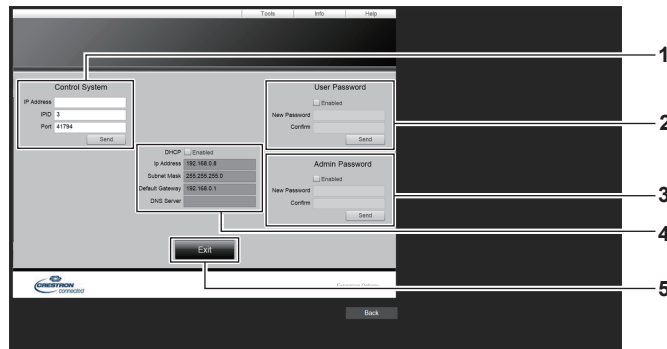 Tools Info Help
1
Control System
IP Address
IPID 3
Port 41794
Send
User Password
Enabled
New Password
Confirm
Send
2
DHCP Enabled
Ip Address 192.168.0.8
Subnet Mask 255.255.255.0
Default Gateway 192.168.0.1
DNS Server
Admin Password
Enabled
New Password
Confirm
Send
3
4
Exit
5
CRESTRON
connected
Back